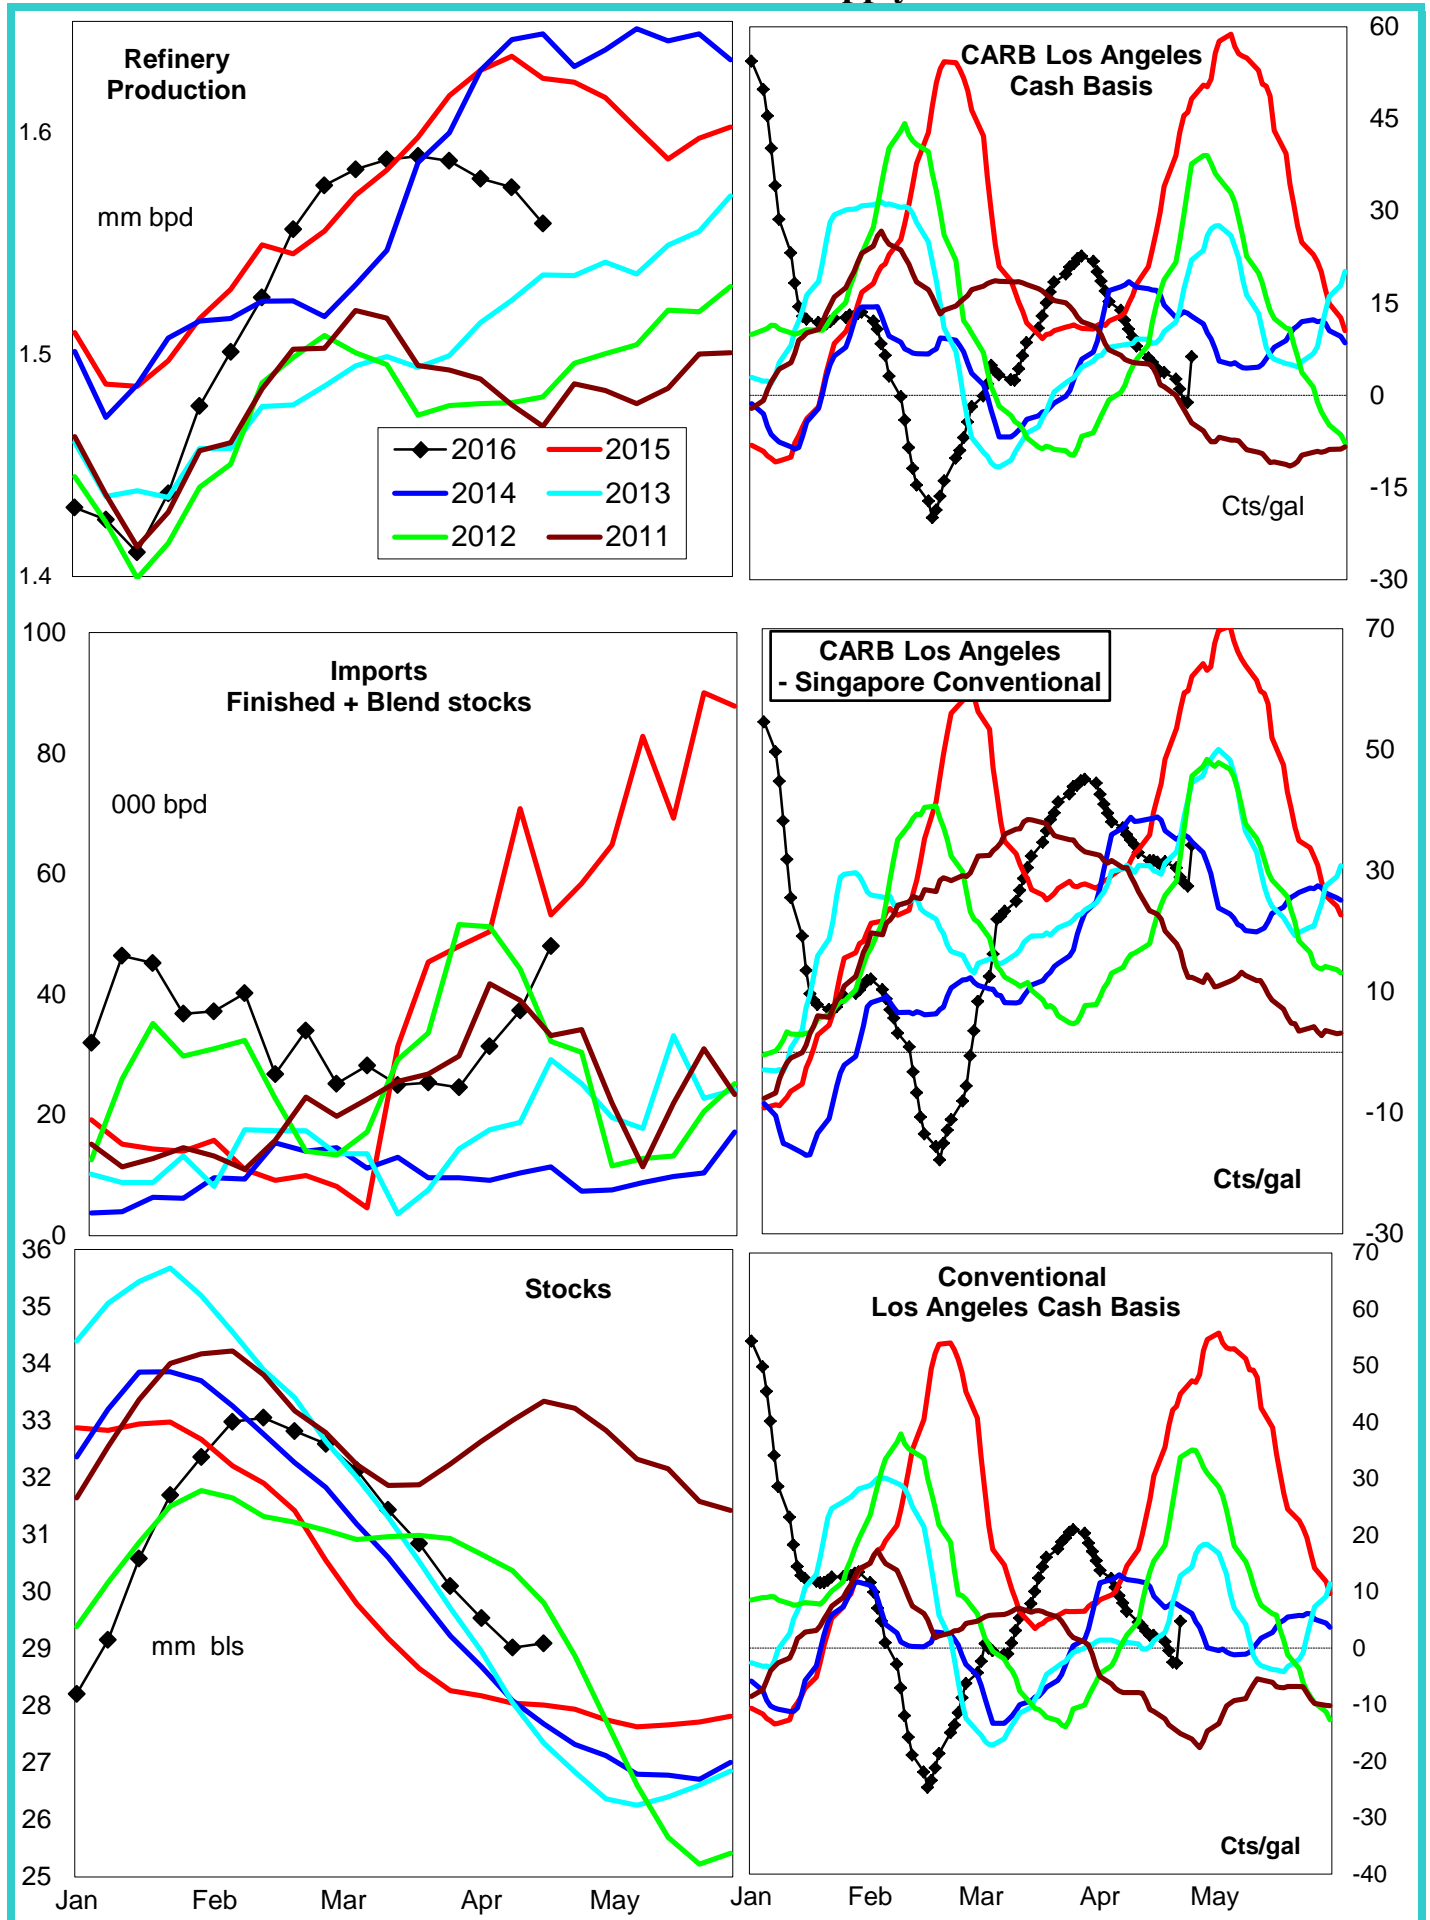 Refinery
Production
1.6
mm bpd
1.5
1.4
2016
2015
2014
2013
2012
2011
CARB Los Angeles
Cash Basis
60
45
30
15
0
-15
-30
Cts/gal
100
80
60
40
20
0
Imports
Finished + Blend stocks
000 bpd
CARB Los Angeles
- Singapore Conventional
70
50
30
10
-10
-30
Cts/gal
36
35
34
33
32
31
30
29
28
27
26
25
Stocks
mm bls
Jan
Feb
Mar
Apr
May
Conventional
Los Angeles Cash Basis
70
60
50
40
30
20
10
0
-10
-20
-30
-40
Cts/gal
Jan
Feb
Mar
Apr
May